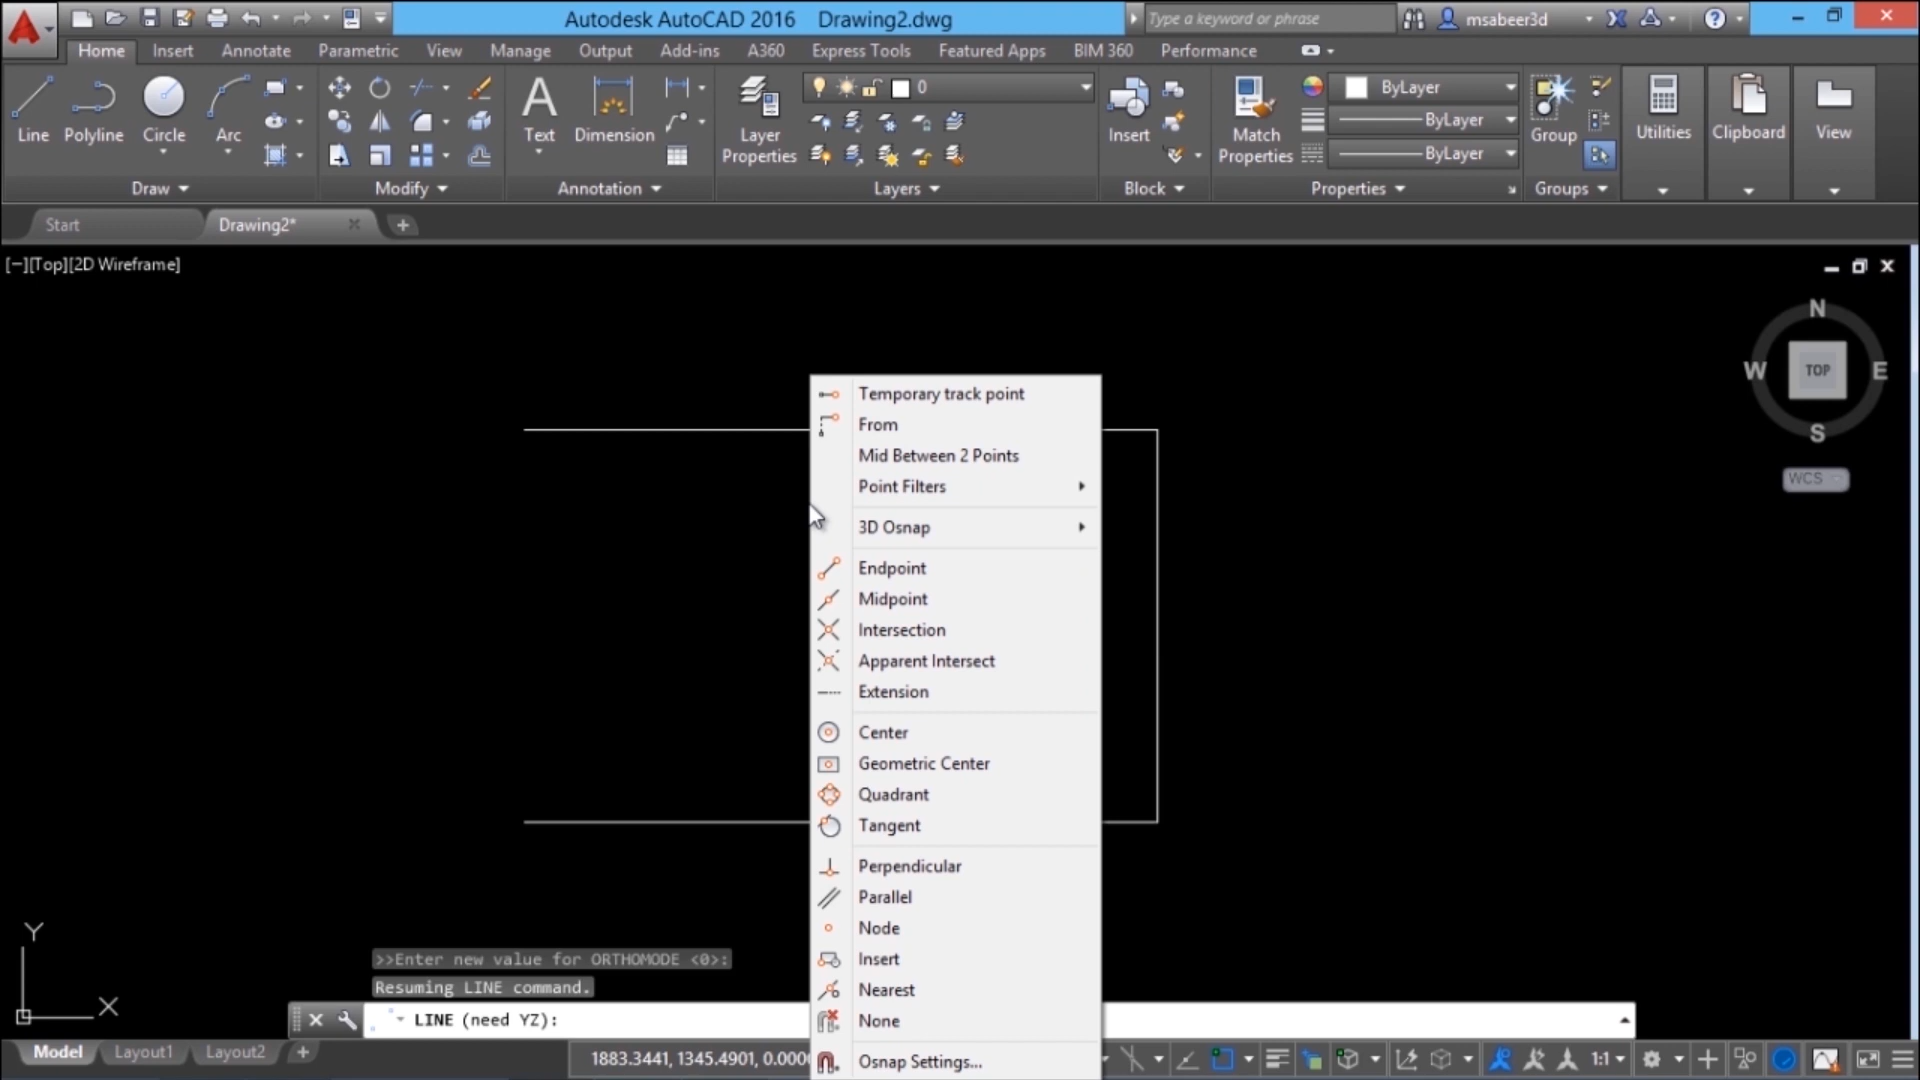 Autodesk AutoCAD 2016 Drawing2.dwg
Type a keyword or phrase
msabeer3d
Home Insert Annotate Parametric View Manage Output Add-ins A360 Express Tools Featured Apps BIM 360 Performance
0
ByLayer
ByLayer
ByLayer
Line Polyline Circle Arc
Text Dimension
Layer Properties
Insert
Match Properties
Group
Utilities Clipboard View
Draw Modify Annotation Layers Block Properties Groups
Start Drawing2*
[−][Top][2D Wireframe]
N
W TOP E
S
WCS
Temporary track point
From
Mid Between 2 Points
Point Filters
3D Osnap
Endpoint
Midpoint
Intersection
Apparent Intersect
Extension
Center
Geometric Center
Quadrant
Tangent
Perpendicular
Parallel
Node
Insert
Nearest
None
Osnap Settings...
Y
X
>>Enter new value for ORTHOMODE <0>:
Resuming LINE command.
LINE (need YZ):
Model Layout1 Layout2
1883.3441, 1345.4901, 0.000
1:1